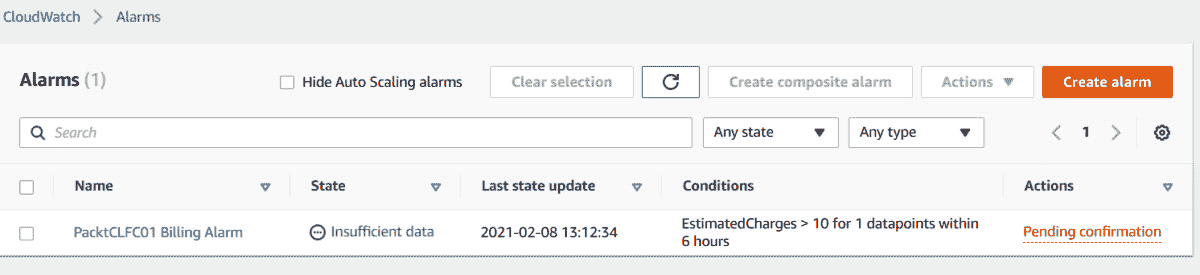 CloudWatch > Alarms
Alarms (1)
Hide Auto Scaling alarms
Clear selection
Create composite alarm
Actions
Create alarm
Search
Any state
Any type
1
Name
State
Last state update
Conditions
Actions
PacktCLFC01 Billing Alarm
Insufficient data
2021-02-08 13:12:34
EstimatedCharges > 10 for 1 datapoints within
6 hours
Pending confirmation